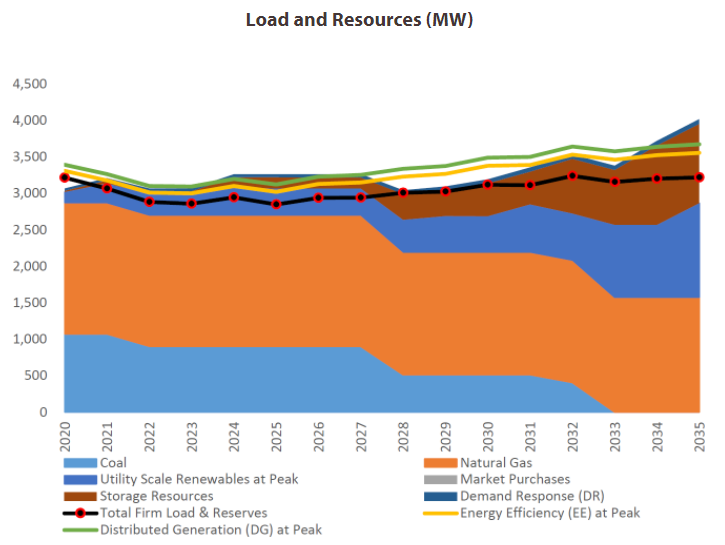 Load and Resources (MW)
4,500
4,000
3,500
3,000
2,500
2,000
1,500
1,000
500
0
2020 2021 2022 2023 2024 2025 2026 2027 2028 2029 2030 2031 2032 2033 2034 2035
Coal Natural Gas
Utility Scale Renewables at Peak Market Purchases
Storage Resources Demand Response (DR)
Total Firm Load & Reserves Energy Efficiency (EE) at Peak
Distributed Generation (DG) at Peak